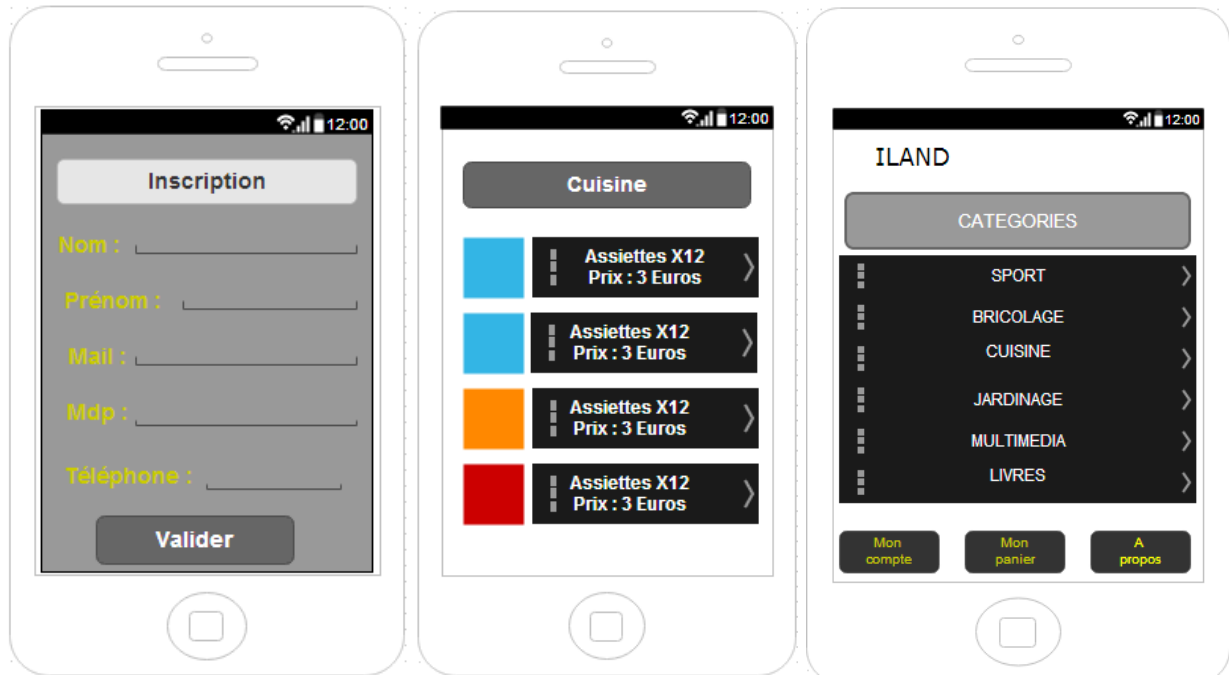 12:00
Inscription
Nom :
Prénom :
Mail :
Mdp :
Téléphone :
Valider
12:00
Cuisine
Assiettes X12
Prix : 3 Euros
Assiettes X12
Prix : 3 Euros
Assiettes X12
Prix : 3 Euros
Assiettes X12
Prix : 3 Euros
12:00
ILAND
CATEGORIES
SPORT
BRICOLAGE
CUISINE
JARDINAGE
MULTIMEDIA
LIVRES
Mon
compte
Mon
panier
A
propos